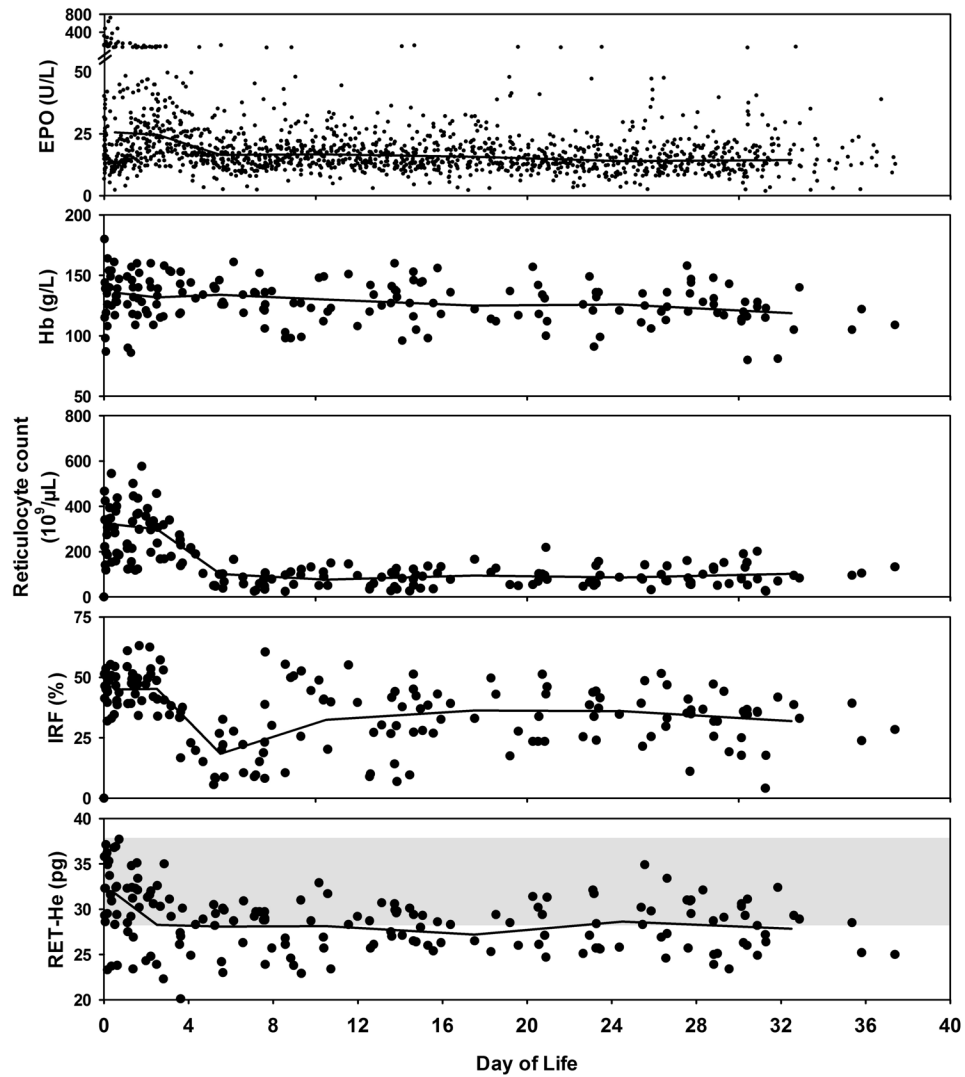 800
400
50
25
0
EPO (U/L)
200
150
100
50
Hb (g/L)
800
600
400
200
0
Reticulocyte count
(10⁹/µL)
75
50
25
0
IRF (%)
40
35
30
25
20
RET-He (pg)
0 4 8 12 16 20 24 28 32 36 40
Day of Life